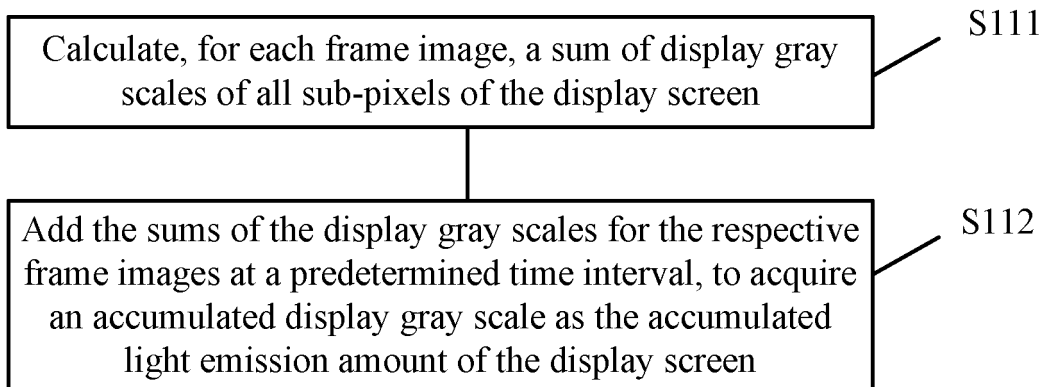 S111
Calculate, for each frame image, a sum of display gray
scales of all sub-pixels of the display screen
S112
Add the sums of the display gray scales for the respective
frame images at a predetermined time interval, to acquire
an accumulated display gray scale as the accumulated
light emission amount of the display screen